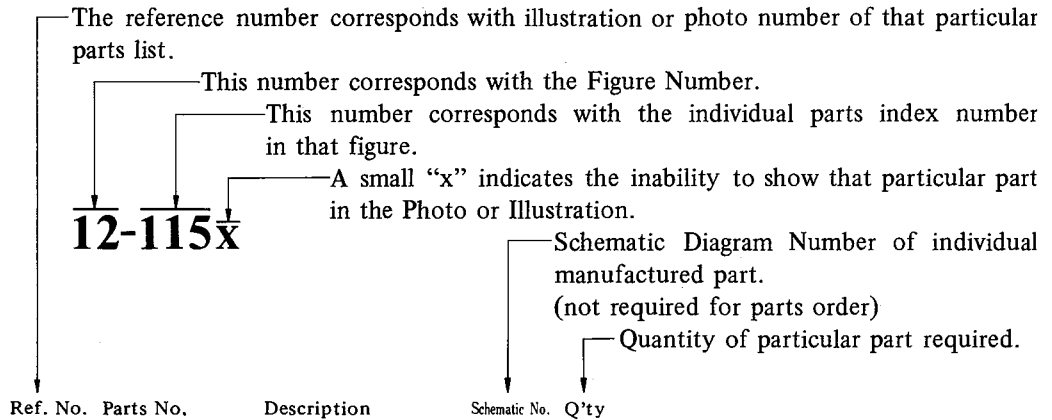 The reference number corresponds with illustration or photo number of that particular
parts list.
This number corresponds with the Figure Number.
This number corresponds with the individual parts index number
in that figure.
A small “x” indicates the inability to show that particular part
in the Photo or Illustration.
12-115x
Schematic Diagram Number of individual
manufactured part.
(not required for parts order)
Quantity of particular part required.
Ref. No. Parts No. Description Schematic No. Q'ty